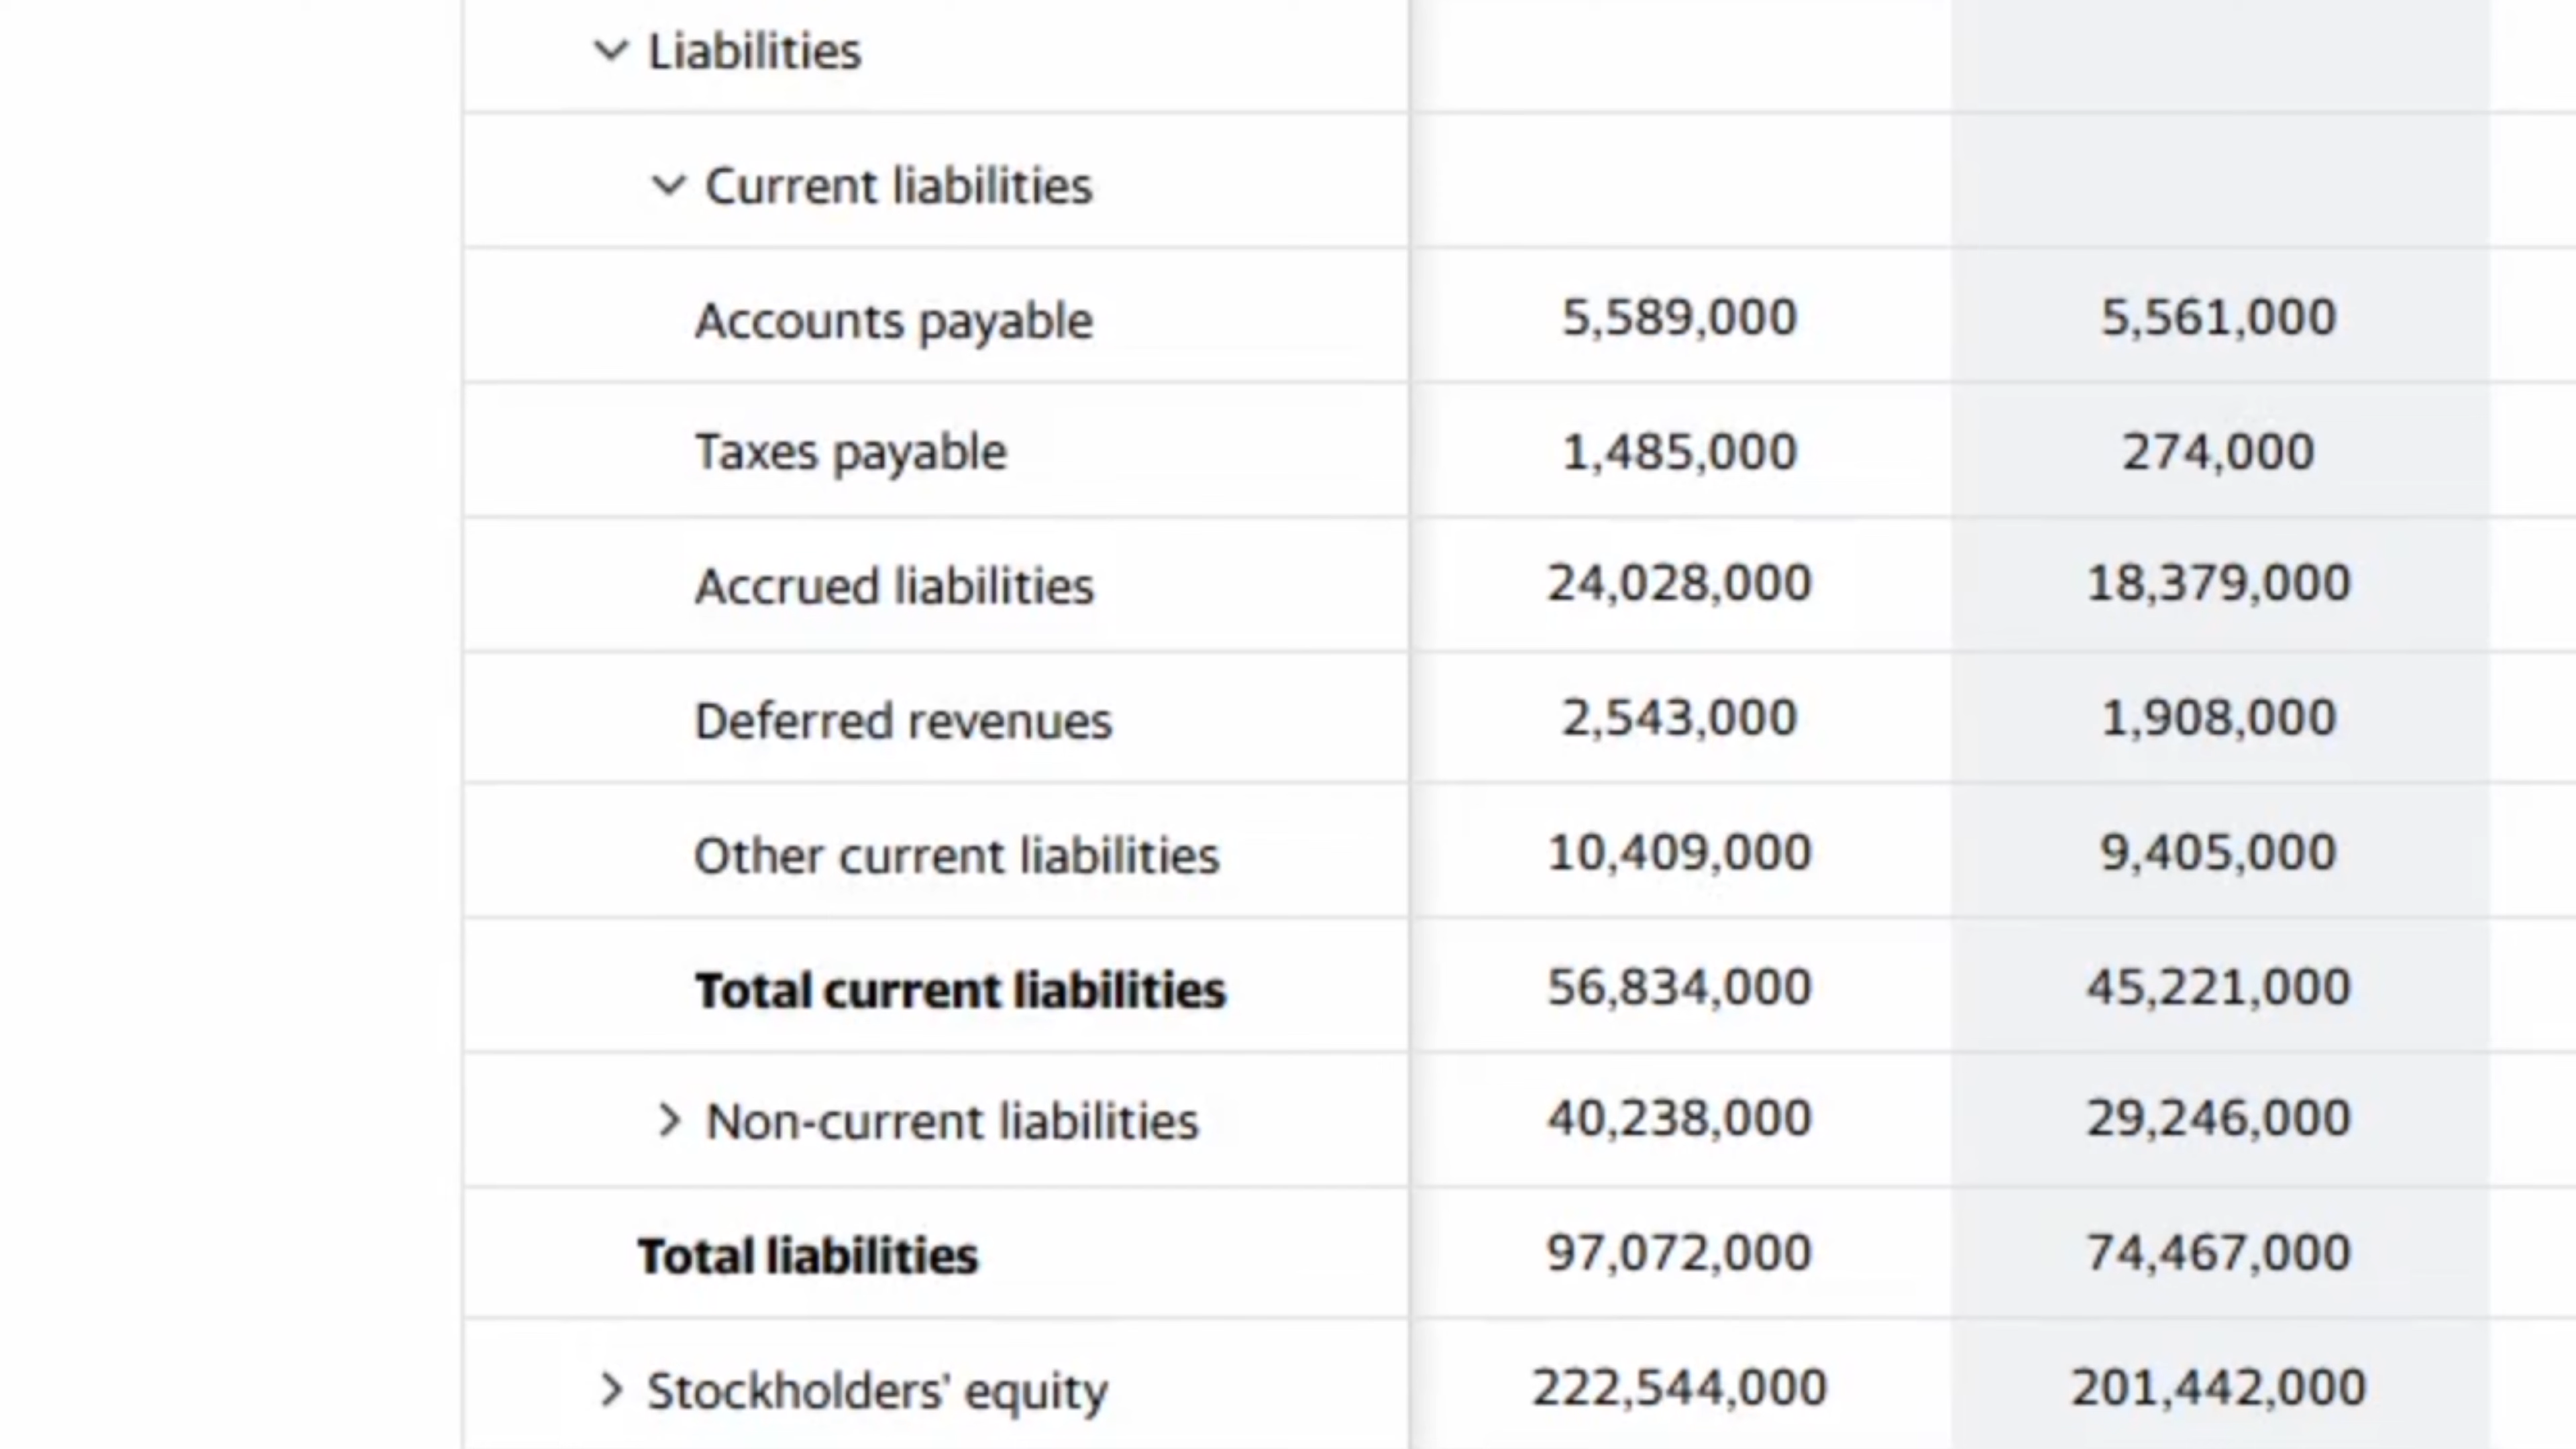 Liabilities
Current liabilities
Accounts payable 5,589,000 5,561,000
Taxes payable 1,485,000 274,000
Accrued liabilities 24,028,000 18,379,000
Deferred revenues 2,543,000 1,908,000
Other current liabilities 10,409,000 9,405,000
Total current liabilities 56,834,000 45,221,000
Non-current liabilities 40,238,000 29,246,000
Total liabilities 97,072,000 74,467,000
Stockholders' equity 222,544,000 201,442,000